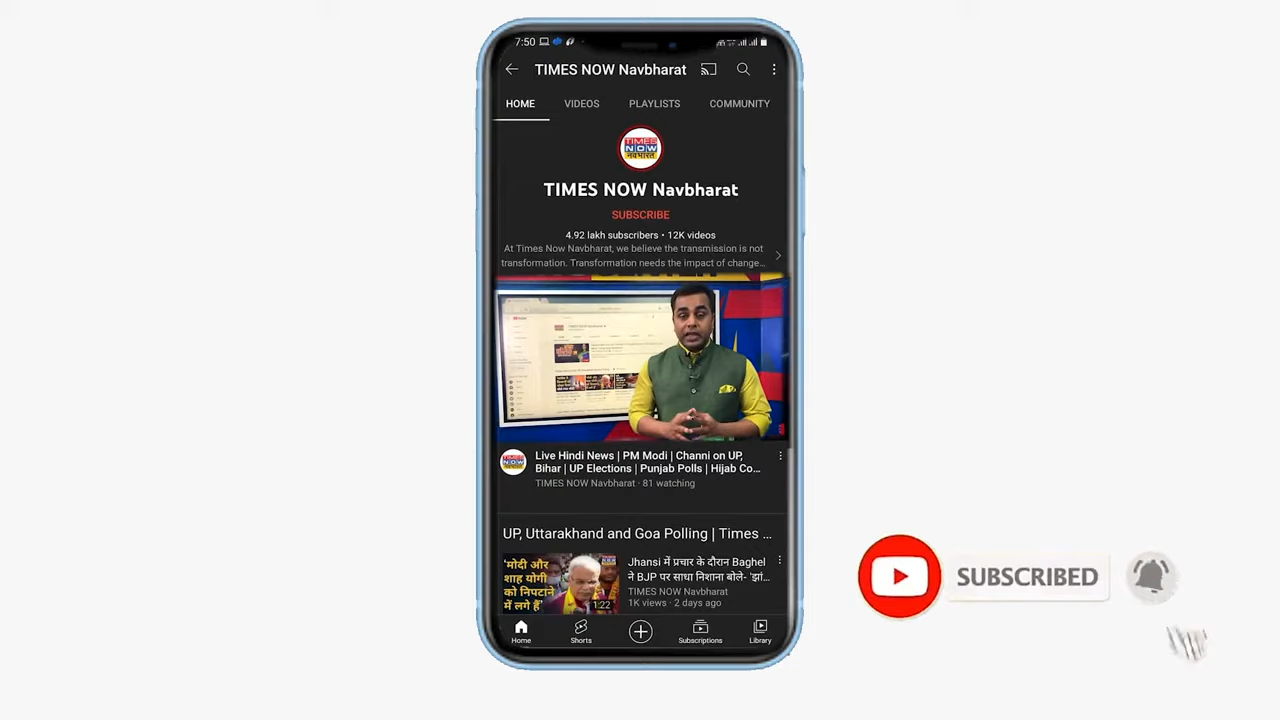 7:50
TIMES NOW Navbharat
HOME VIDEOS PLAYLISTS COMMUNITY
TIMES
NOW
नवभारत
TIMES NOW Navbharat
SUBSCRIBE
4.92 lakh subscribers • 12K videos
At Times Now Navbharat, we believe the transmission is not
transformation. Transformation needs the impact of change...
Live Hindi News | PM Modi | Channi on UP,
Bihar | UP Elections | Punjab Polls | Hijab Co...
TIMES NOW Navbharat · 81 watching
UP, Uttarakhand and Goa Polling | Times ...
'मोदी और
शाह योगी
को निपटाने
में लगे हैं'
1:22
Jhansi में प्रचार के दौरान Baghel
ने BJP पर साधा निशाना बोले- 'झां...
TIMES NOW Navbharat
1K views · 2 days ago
Home Shorts Subscriptions Library
SUBSCRIBED